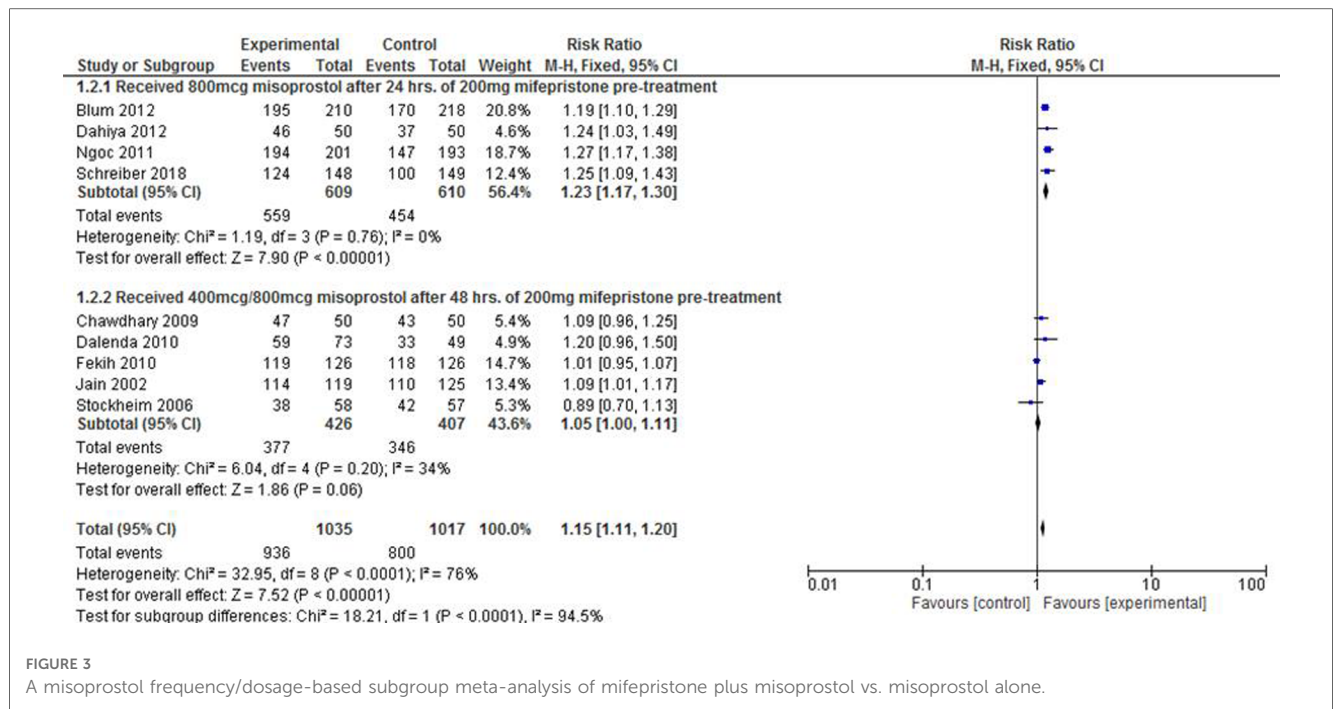 Experimental Control Risk Ratio Risk Ratio
Study or Subgroup Events Total Events Total Weight M-H, Fixed, 95% CI M-H, Fixed, 95% CI
1.2.1 Received 800mcg misoprostol after 24 hrs. of 200mg mifepristone pre-treatment
Blum 2012 195 210 170 218 20.8% 1.19 [1.10, 1.29]
Dahiya 2012 46 50 37 50 4.6% 1.24 [1.03, 1.49]
Ngoc 2011 194 201 147 193 18.7% 1.27 [1.17, 1.38]
Schreiber 2018 124 148 100 149 12.4% 1.25 [1.09, 1.43]
Subtotal (95% CI) 609 610 56.4% 1.23 [1.17, 1.30]
Total events 559 454
Heterogeneity: Chi² = 1.19, df = 3 (P = 0.76); I² = 0%
Test for overall effect: Z = 7.90 (P < 0.00001)
1.2.2 Received 400mcg/800mcg misoprostol after 48 hrs. of 200mg mifepristone pre-treatment
Chawdhary 2009 47 50 43 50 5.4% 1.09 [0.96, 1.25]
Dalenda 2010 59 73 33 49 4.9% 1.20 [0.96, 1.50]
Fekih 2010 119 126 118 126 14.7% 1.01 [0.95, 1.07]
Jain 2002 114 119 110 125 13.4% 1.09 [1.01, 1.17]
Stockheim 2006 38 58 42 57 5.3% 0.89 [0.70, 1.13]
Subtotal (95% CI) 426 407 43.6% 1.05 [1.00, 1.11]
Total events 377 346
Heterogeneity: Chi² = 6.04, df = 4 (P = 0.20); I² = 34%
Test for overall effect: Z = 1.86 (P = 0.06)
Total (95% CI) 1035 1017 100.0% 1.15 [1.11, 1.20]
Total events 936 800
Heterogeneity: Chi² = 32.95, df = 8 (P < 0.0001); I² = 76%
Test for overall effect: Z = 7.52 (P < 0.00001)
Test for subgroup differences: Chi² = 18.21, df = 1 (P < 0.0001), I² = 94.5%
0.01 0.1 1 10 100
Favours [control] Favours [experimental]
FIGURE 3
A misoprostol frequency/dosage-based subgroup meta-analysis of mifepristone plus misoprostol vs. misoprostol alone.